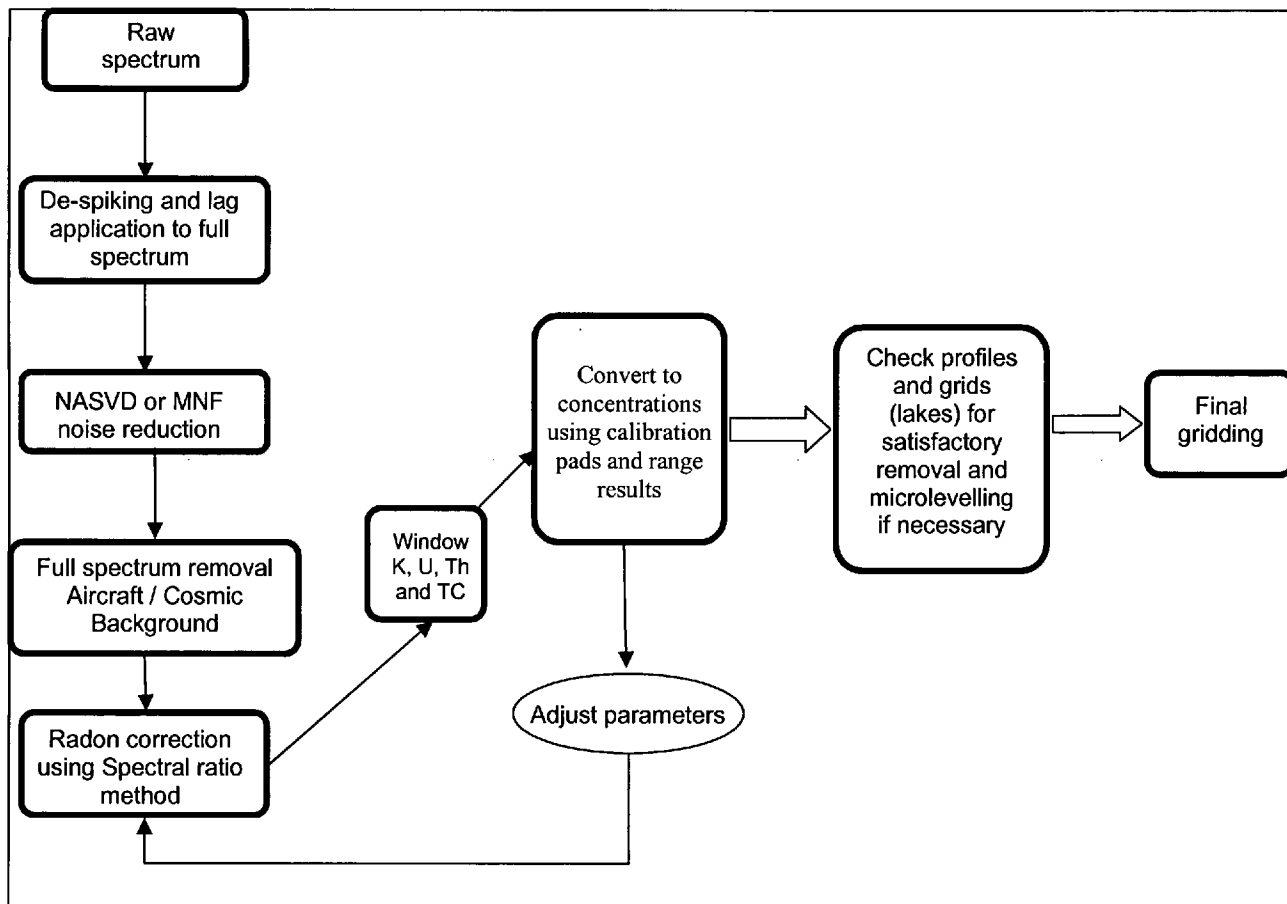 Raw
spectrum
De-spiking and lag
application to full
spectrum
NASVD or MNF
noise reduction
Full spectrum removal
Aircraft / Cosmic
Background
Radon correction
using Spectral ratio
method
Window
K, U, Th
and TC
Convert to
concentrations
using calibration
pads and range
results
Adjust parameters
Check profiles
and grids
(lakes) for
satisfactory
removal and
microlevelling
if necessary
Final
gridding